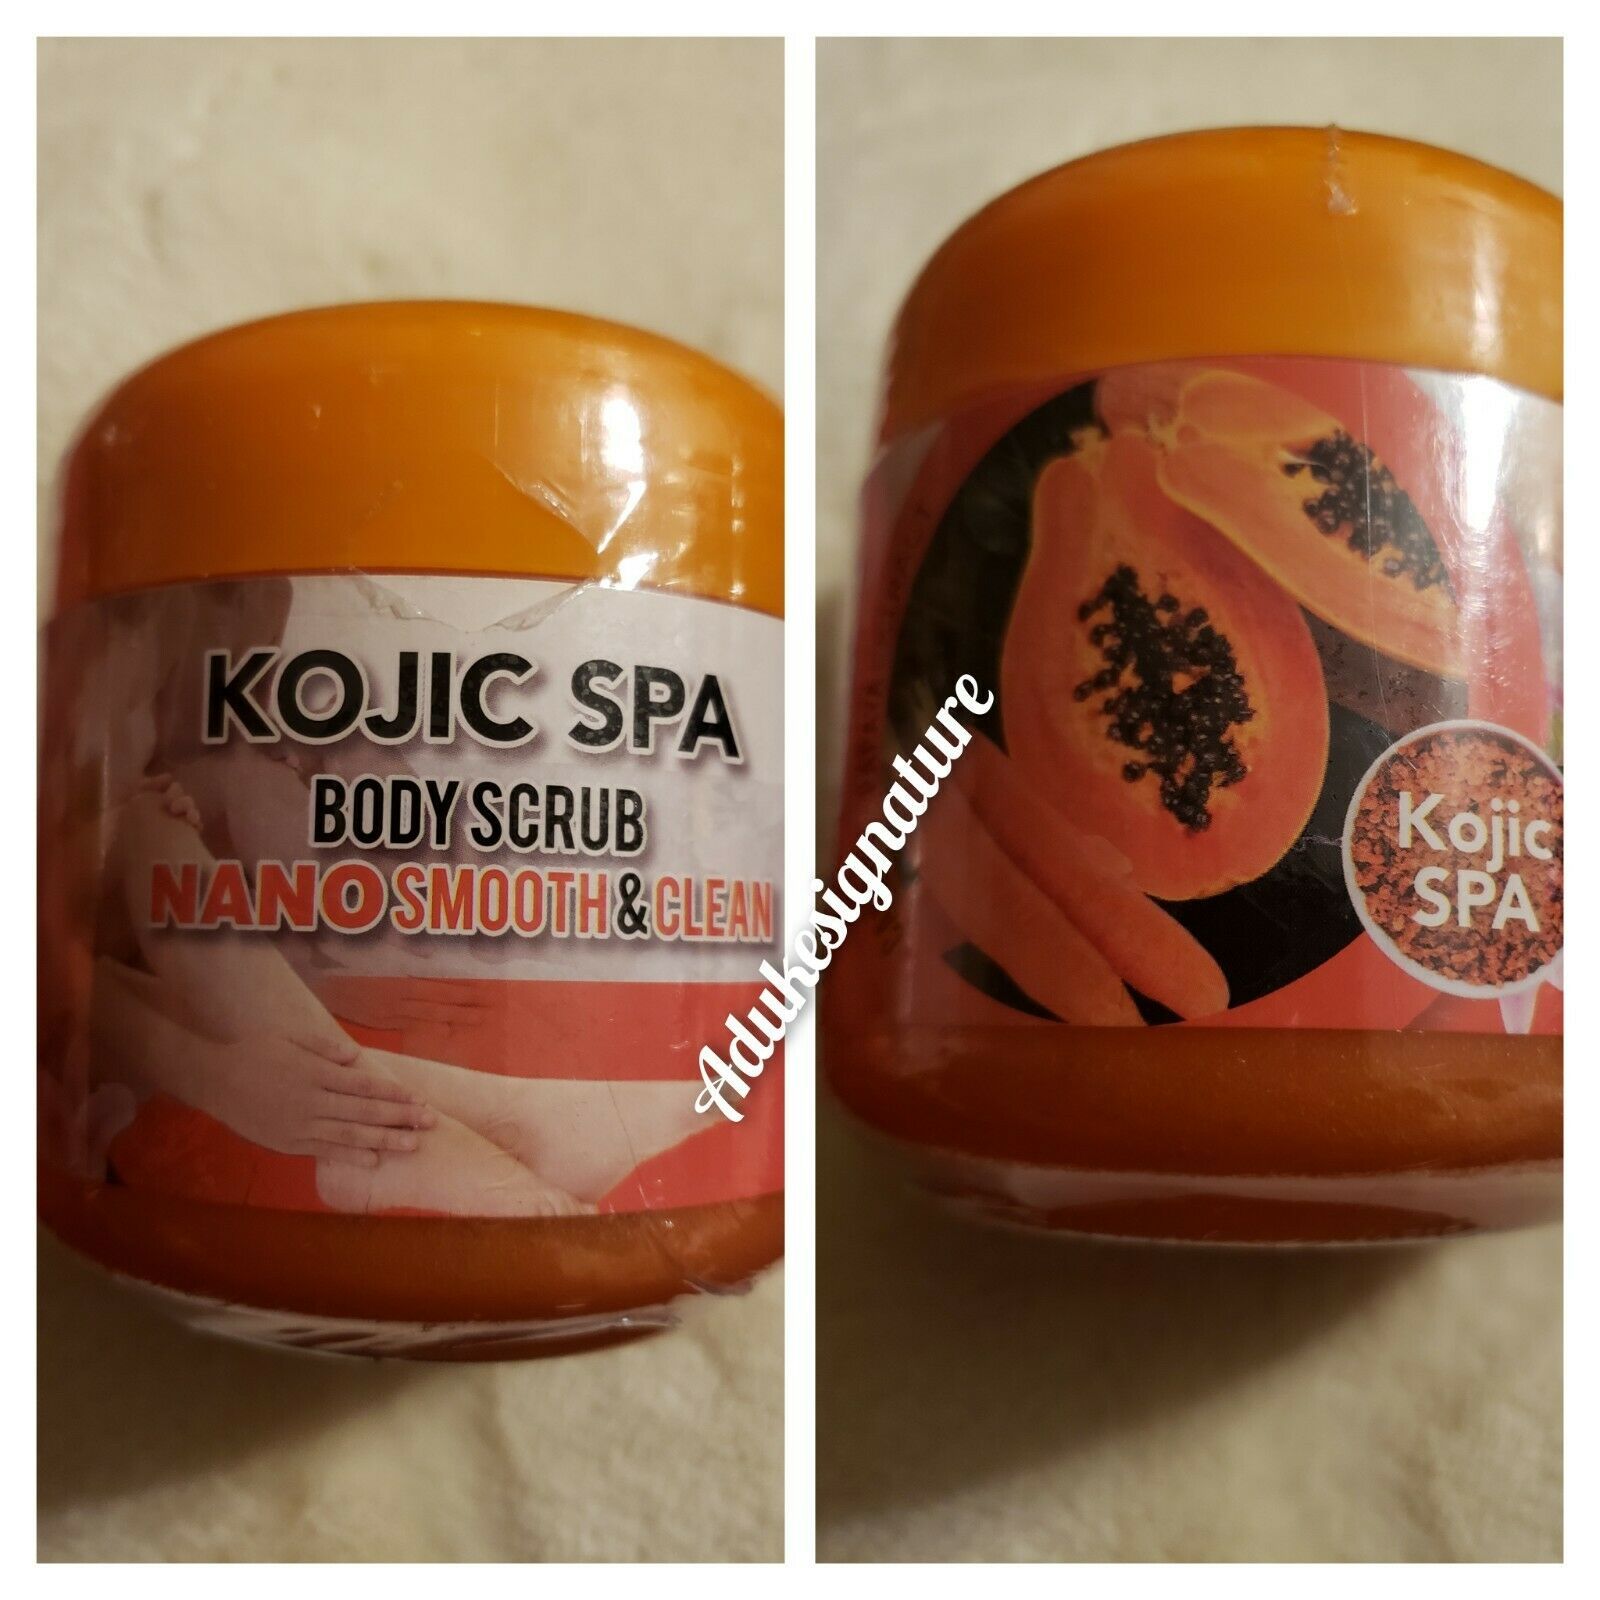 KOJIC SPA
BODY SCRUB
NANO SMOOTH & CLEAN
Adukesignature
Kojic
SPA